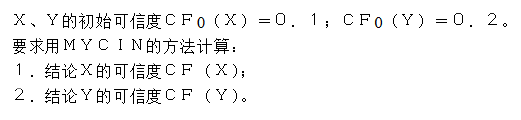 X、Y的初始可信度CF0(X)=0.1;CF0(Y)=0.2。
要求用MYCIN的方法计算:
1.结论X的可信度CF(X);
2.结论Y的可信度CF(Y)。